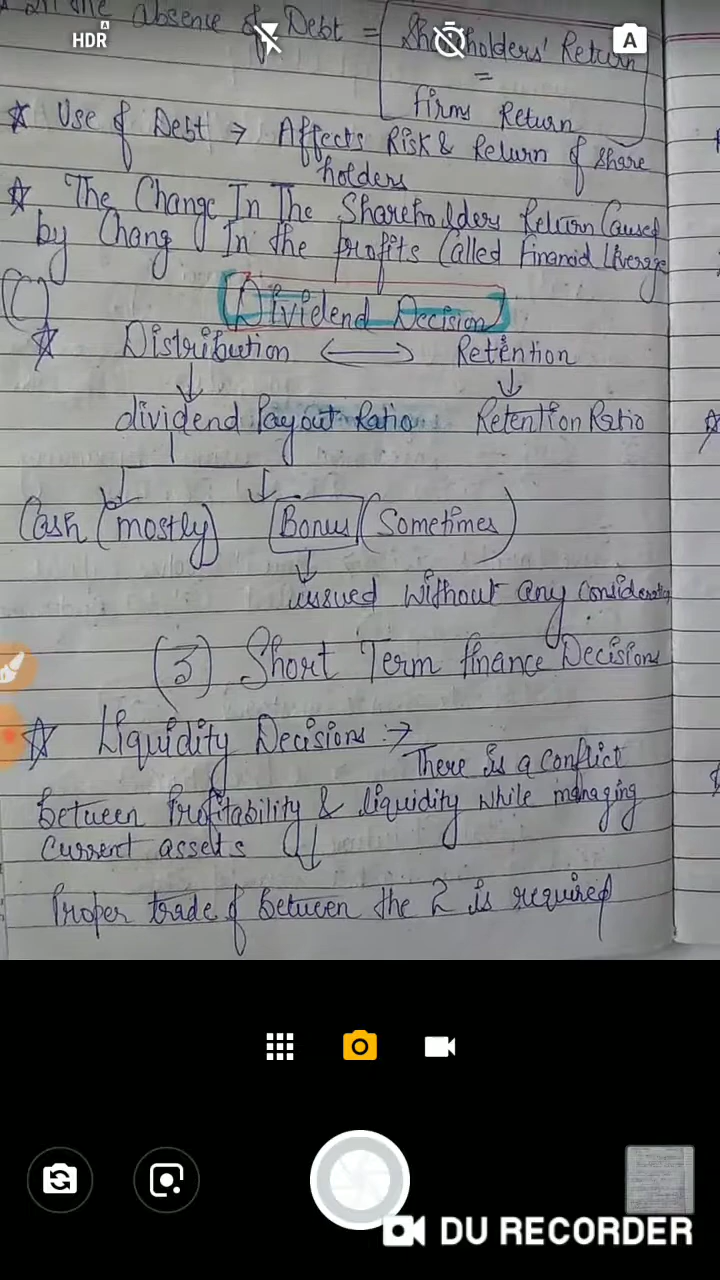 In the absence of Debt = Shareholders' Return
=
firms Return
HDR
A
A
☆ Use of Debt → Affects Risk & Return of share
holders
☆ The Change In The Shareholders Return Caused
by Chang In the profits Called Financial Liverage
(C) [Dividend Decision]
☆ Distribution ⟷ Retention
dividend Payout Ratio Retention Ratio
Cash (mostly) Bonus (Sometimes)
issued without any consideration
(3) Short Term finance Decisions
☆ Liquidity Decisions :→
There is a conflict
between Profitability & liquidity while managing
Current assets
Proper trade of between the 2 is required
DU RECORDER